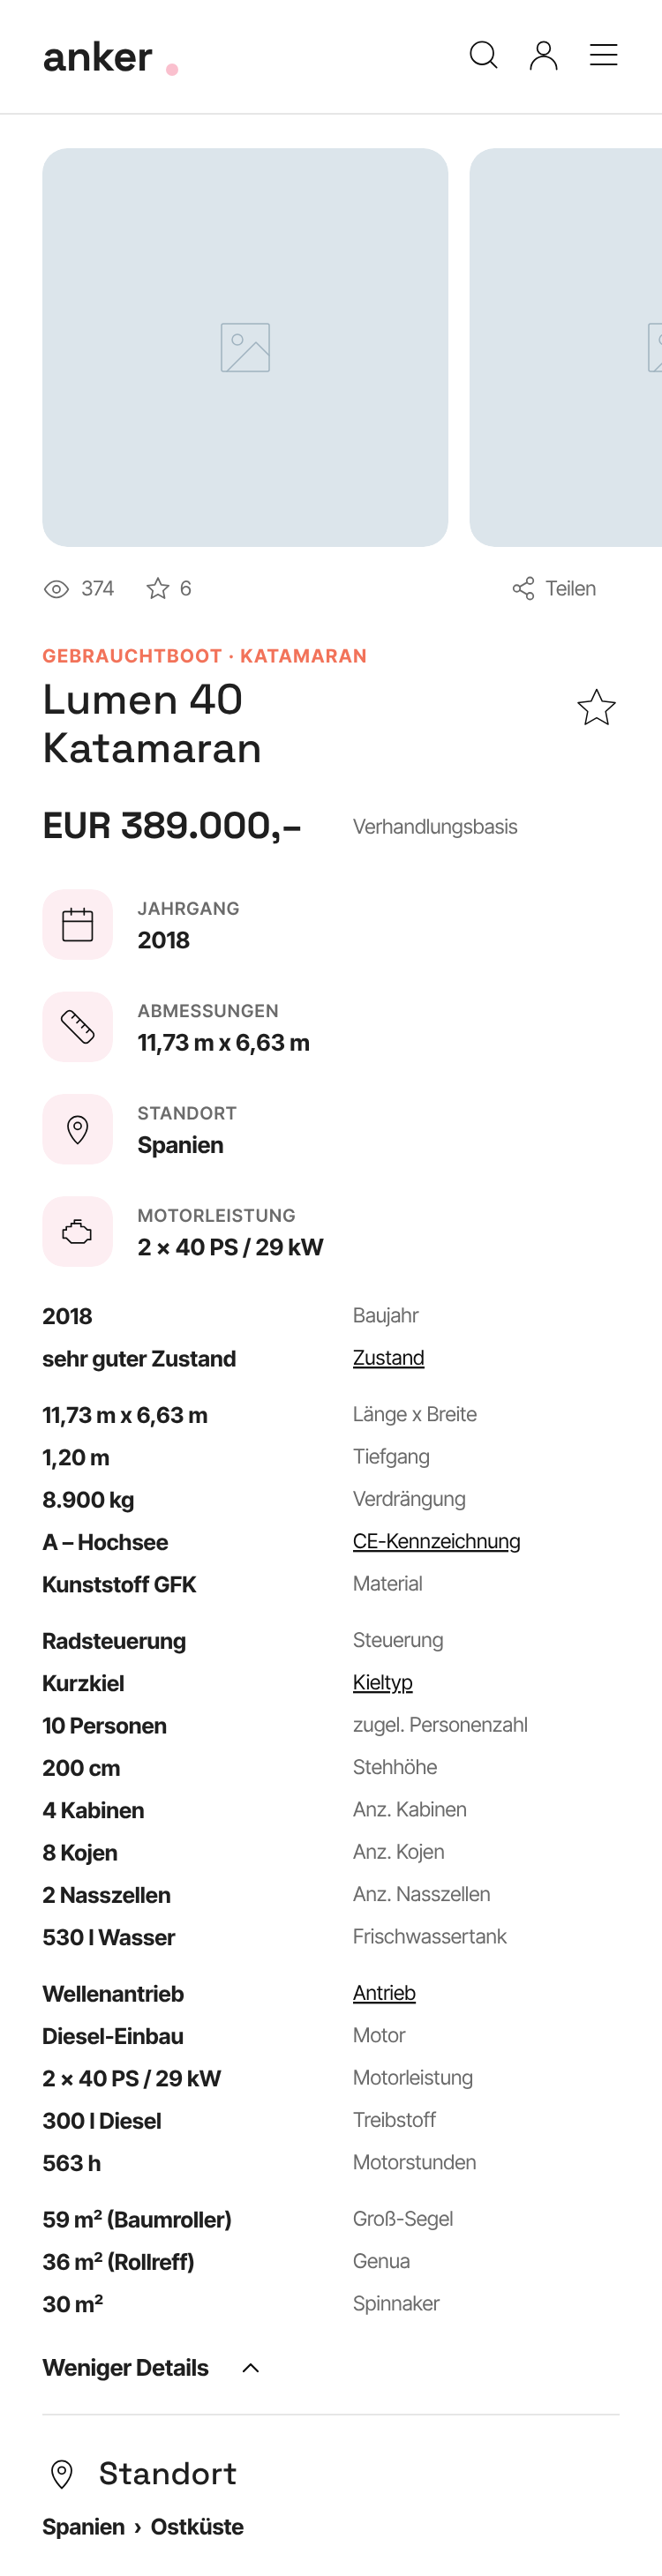 anker
374 6 Teilen
GEBRAUCHTBOOT · KATAMARAN
Lumen 40
Katamaran
EUR 389.000,– Verhandlungsbasis
JAHRGANG
2018
ABMESSUNGEN
11,73 m x 6,63 m
STANDORT
Spanien
MOTORLEISTUNG
2 × 40 PS / 29 kW
2018 Baujahr
sehr guter Zustand Zustand
11,73 m x 6,63 m Länge x Breite
1,20 m Tiefgang
8.900 kg Verdrängung
A – Hochsee CE-Kennzeichnung
Kunststoff GFK Material
Radsteuerung Steuerung
Kurzkiel Kieltyp
10 Personen zugel. Personenzahl
200 cm Stehhöhe
4 Kabinen Anz. Kabinen
8 Kojen Anz. Kojen
2 Nasszellen Anz. Nasszellen
530 l Wasser Frischwassertank
Wellenantrieb Antrieb
Diesel-Einbau Motor
2 × 40 PS / 29 kW Motorleistung
300 l Diesel Treibstoff
563 h Motorstunden
59 m² (Baumroller) Groß-Segel
36 m² (Rollreff) Genua
30 m² Spinnaker
Weniger Details
Standort
Spanien › Ostküste